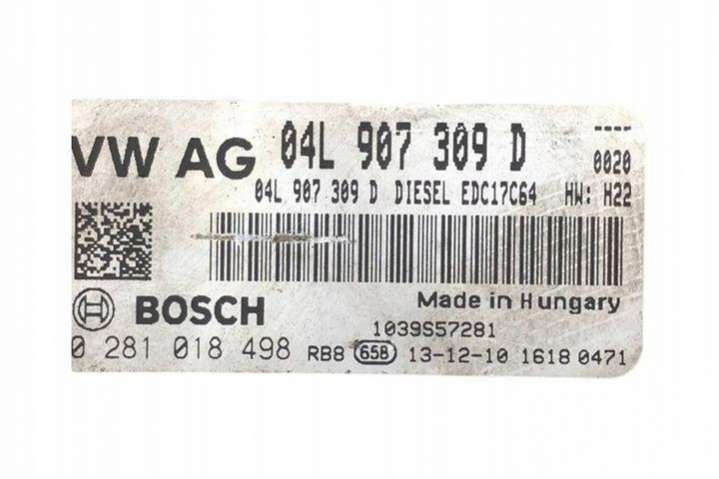 VW AG 04L 907 309 D ----
0020
04L 907 309 D DIESEL EDC17C64 HW: H22
BOSCH Made in Hungary
1039S57281
0 281 018 498 RB8 658 13-12-10 1618 0471